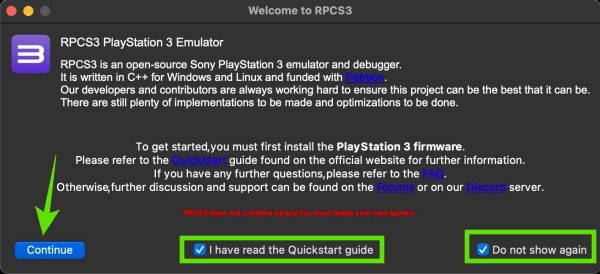 Welcome to RPCS3
RPCS3 PlayStation 3 Emulator
RPCS3 is an open-source Sony PlayStation 3 emulator and debugger.
It is written in C++ for Windows and Linux and funded with Patreon.
Our developers and contributors are always working hard to ensure this project can be the best that it can be.
There are still plenty of implementations to be made and optimizations to be done.
To get started,you must first install the PlayStation 3 firmware.
Please refer to the Quickstart guide found on the official website for further information.
If you have any further questions,please refer to the FAQ.
Otherwise,further discussion and support can be found on the Forums or on our Discord server.
RPCS3 does not condone piracy.You must dump your own games.
Continue
I have read the Quickstart guide
Do not show again